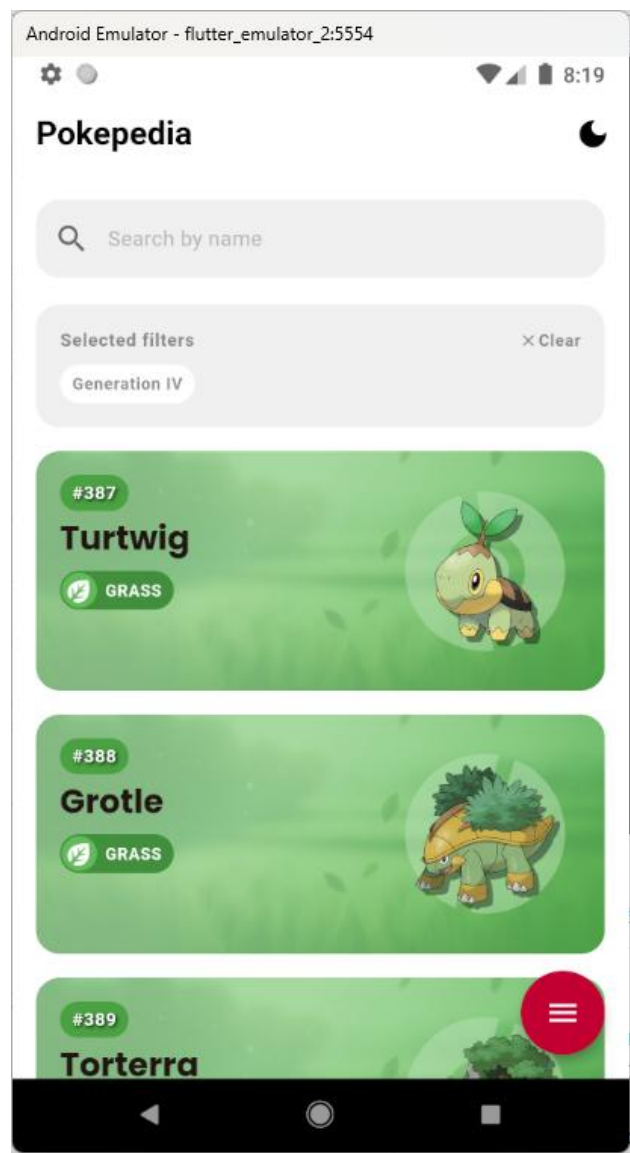 Android Emulator - flutter_emulator_2:5554
8:19
Pokepedia
Search by name
Selected filters
× Clear
Generation IV
#387
Turtwig
GRASS
#388
Grotle
GRASS
#389
Torterra